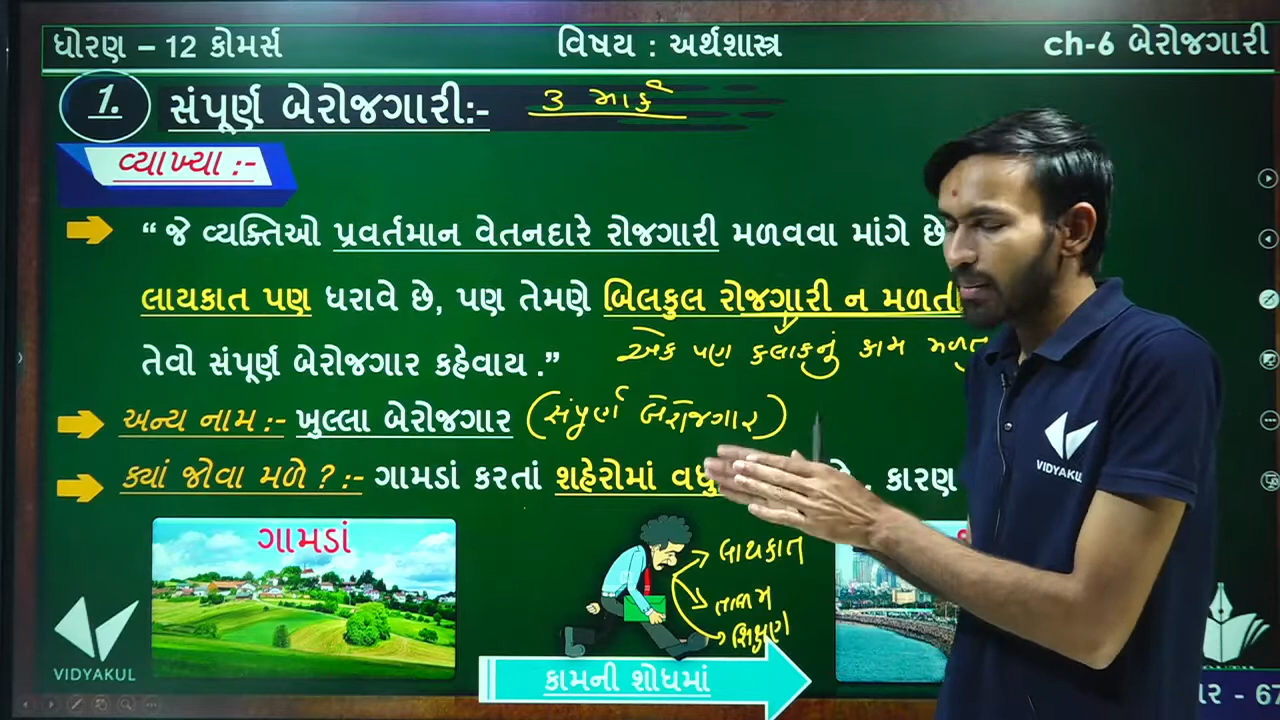 ધોરણ – 12 કોમર્સ વિષય : અર્થશાસ્ત્ર ch-6 બેરોજગારી
1. સંપૂર્ણ બેરોજગારી:- ૩ માર્ક
વ્યાખ્યા :-
“ જે વ્યક્તિઓ પ્રવર્તમાન વેતનદારે રોજગારી મળવવા માંગે છે
લાયકાત પણ ધરાવે છે, પણ તેમણે બિલકુલ રોજગારી ન મળતી
એક પણ કલાકનું કામ
તેવો સંપૂર્ણ બેરોજગાર કહેવાય .”
અન્ય નામ :- ખુલ્લા બેરોજગાર (સંપૂર્ણ બેરોજગાર)
ક્યાં જોવા મળે ? :- ગામડાં કરતાં શહેરોમાં . કારણ
ગામડાં
લાયકાત
તાલીમ
શિક્ષણ
કામની શોધમાં
VIDYAKUL
VIDYAKUL